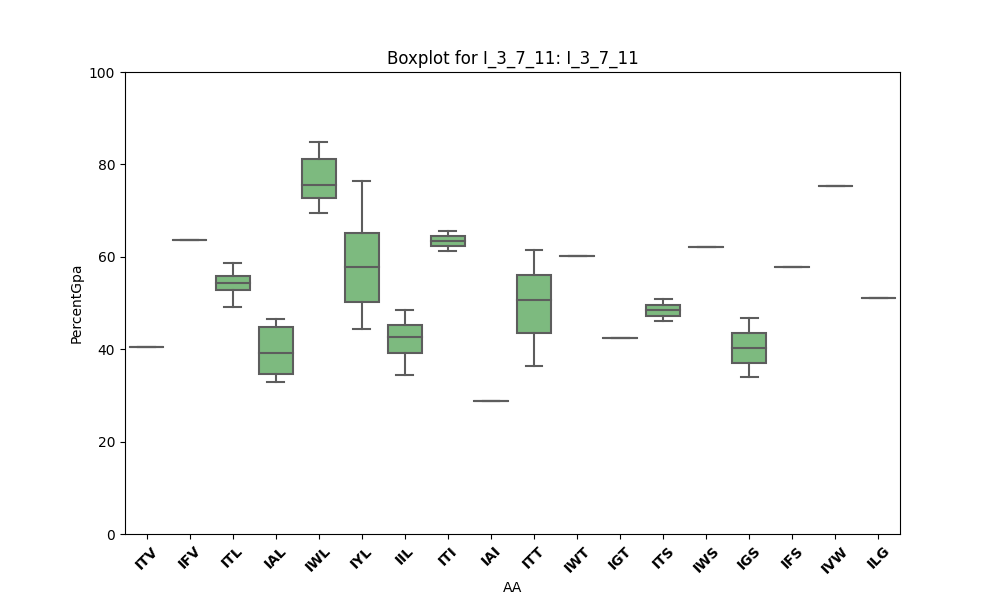 Boxplot for I_3_7_11: I_3_7_11
100
80
60
40
20
0
PercentGpa
ITV IFV ITL IAL IWL IYL IIL ITI IAI ITT IWT IGT ITS IWS IGS IFS IVW ILG
AA